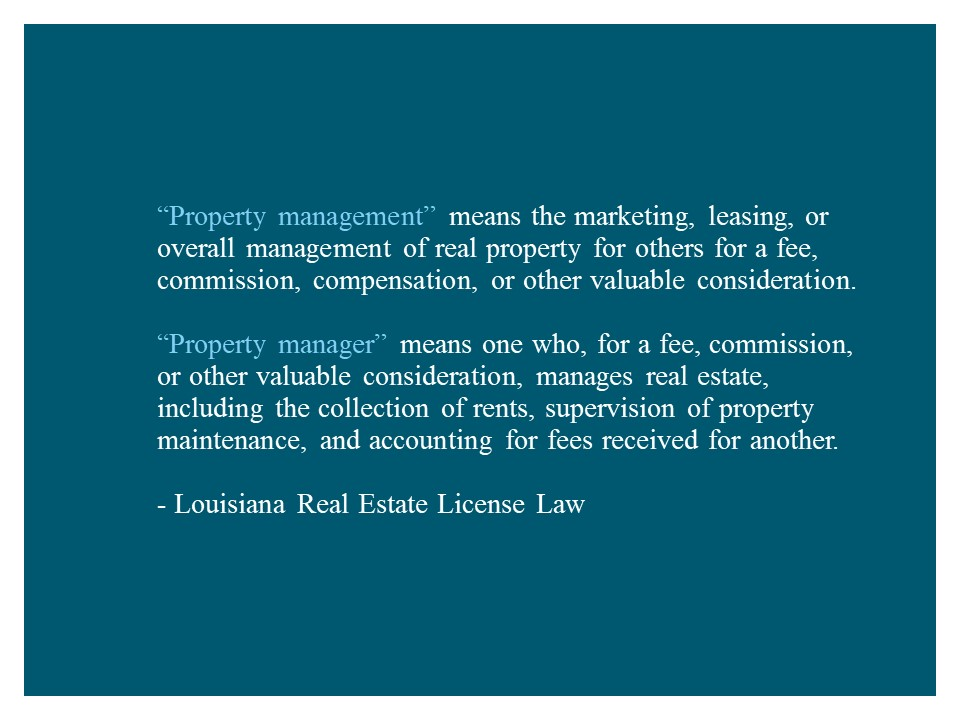 “Property management” means the marketing, leasing, or
overall management of real property for others for a fee,
commission, compensation, or other valuable consideration.
“Property manager” means one who, for a fee, commission,
or other valuable consideration, manages real estate,
including the collection of rents, supervision of property
maintenance, and accounting for fees received for another.
- Louisiana Real Estate License Law